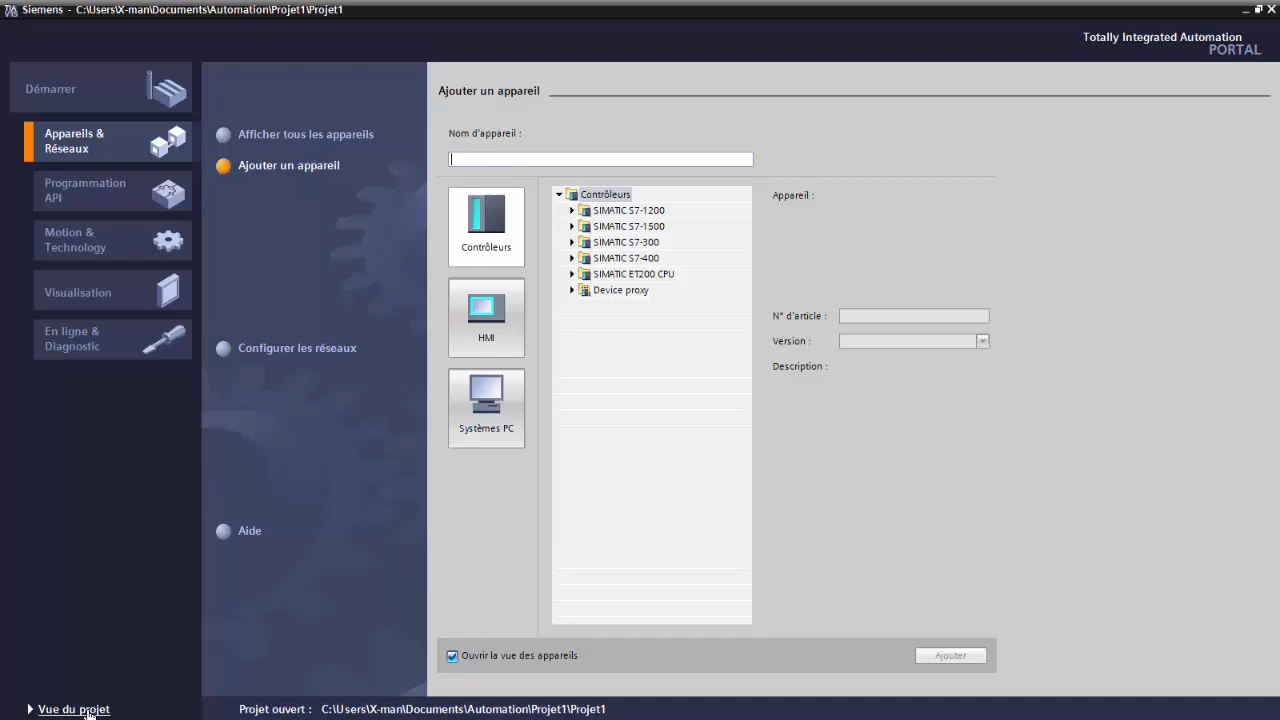 Siemens - C:\Users\X-man\Documents\Automation\Projet1\Projet1
Totally Integrated Automation
PORTAL
Démarrer
Appareils &
Réseaux
Programmation
API
Motion &
Technology
Visualisation
En ligne &
Diagnostic
Afficher tous les appareils
Ajouter un appareil
Configurer les réseaux
Aide
Ajouter un appareil
Nom d'appareil :
Contrôleurs
HMI
Systèmes PC
Contrôleurs
SIMATIC S7-1200
SIMATIC S7-1500
SIMATIC S7-300
SIMATIC S7-400
SIMATIC ET200 CPU
Device proxy
Appareil :
N° d'article :
Version :
Description :
Ouvrir la vue des appareils
Ajouter
Vue du projet
Projet ouvert : C:\Users\X-man\Documents\Automation\Projet1\Projet1